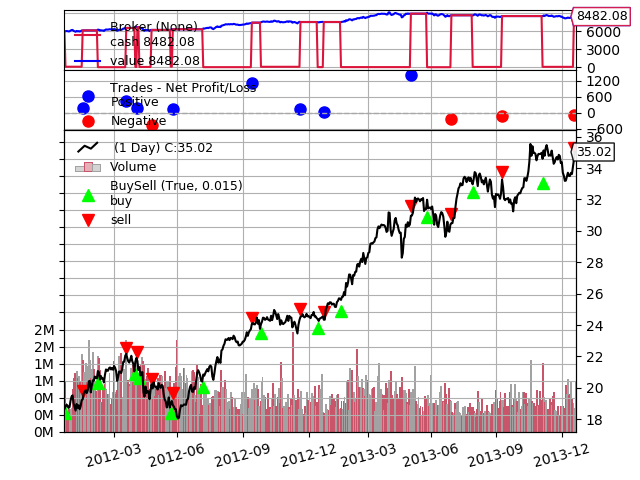 Broker (None)
cash 8482.08
value 8482.08
8482.08
6000
3000
0
Trades - Net Profit/Loss
Positive
Negative
1200
600
0
−600
(1 Day) C:35.02
Volume
BuySell (True, 0.015)
buy
sell
36
35.02
34
32
30
28
26
24
22
20
18
2M
2M
1M
1M
0M
0M
0M
2012-03
2012-06
2012-09
2012-12
2013-03
2013-06
2013-09
2013-12